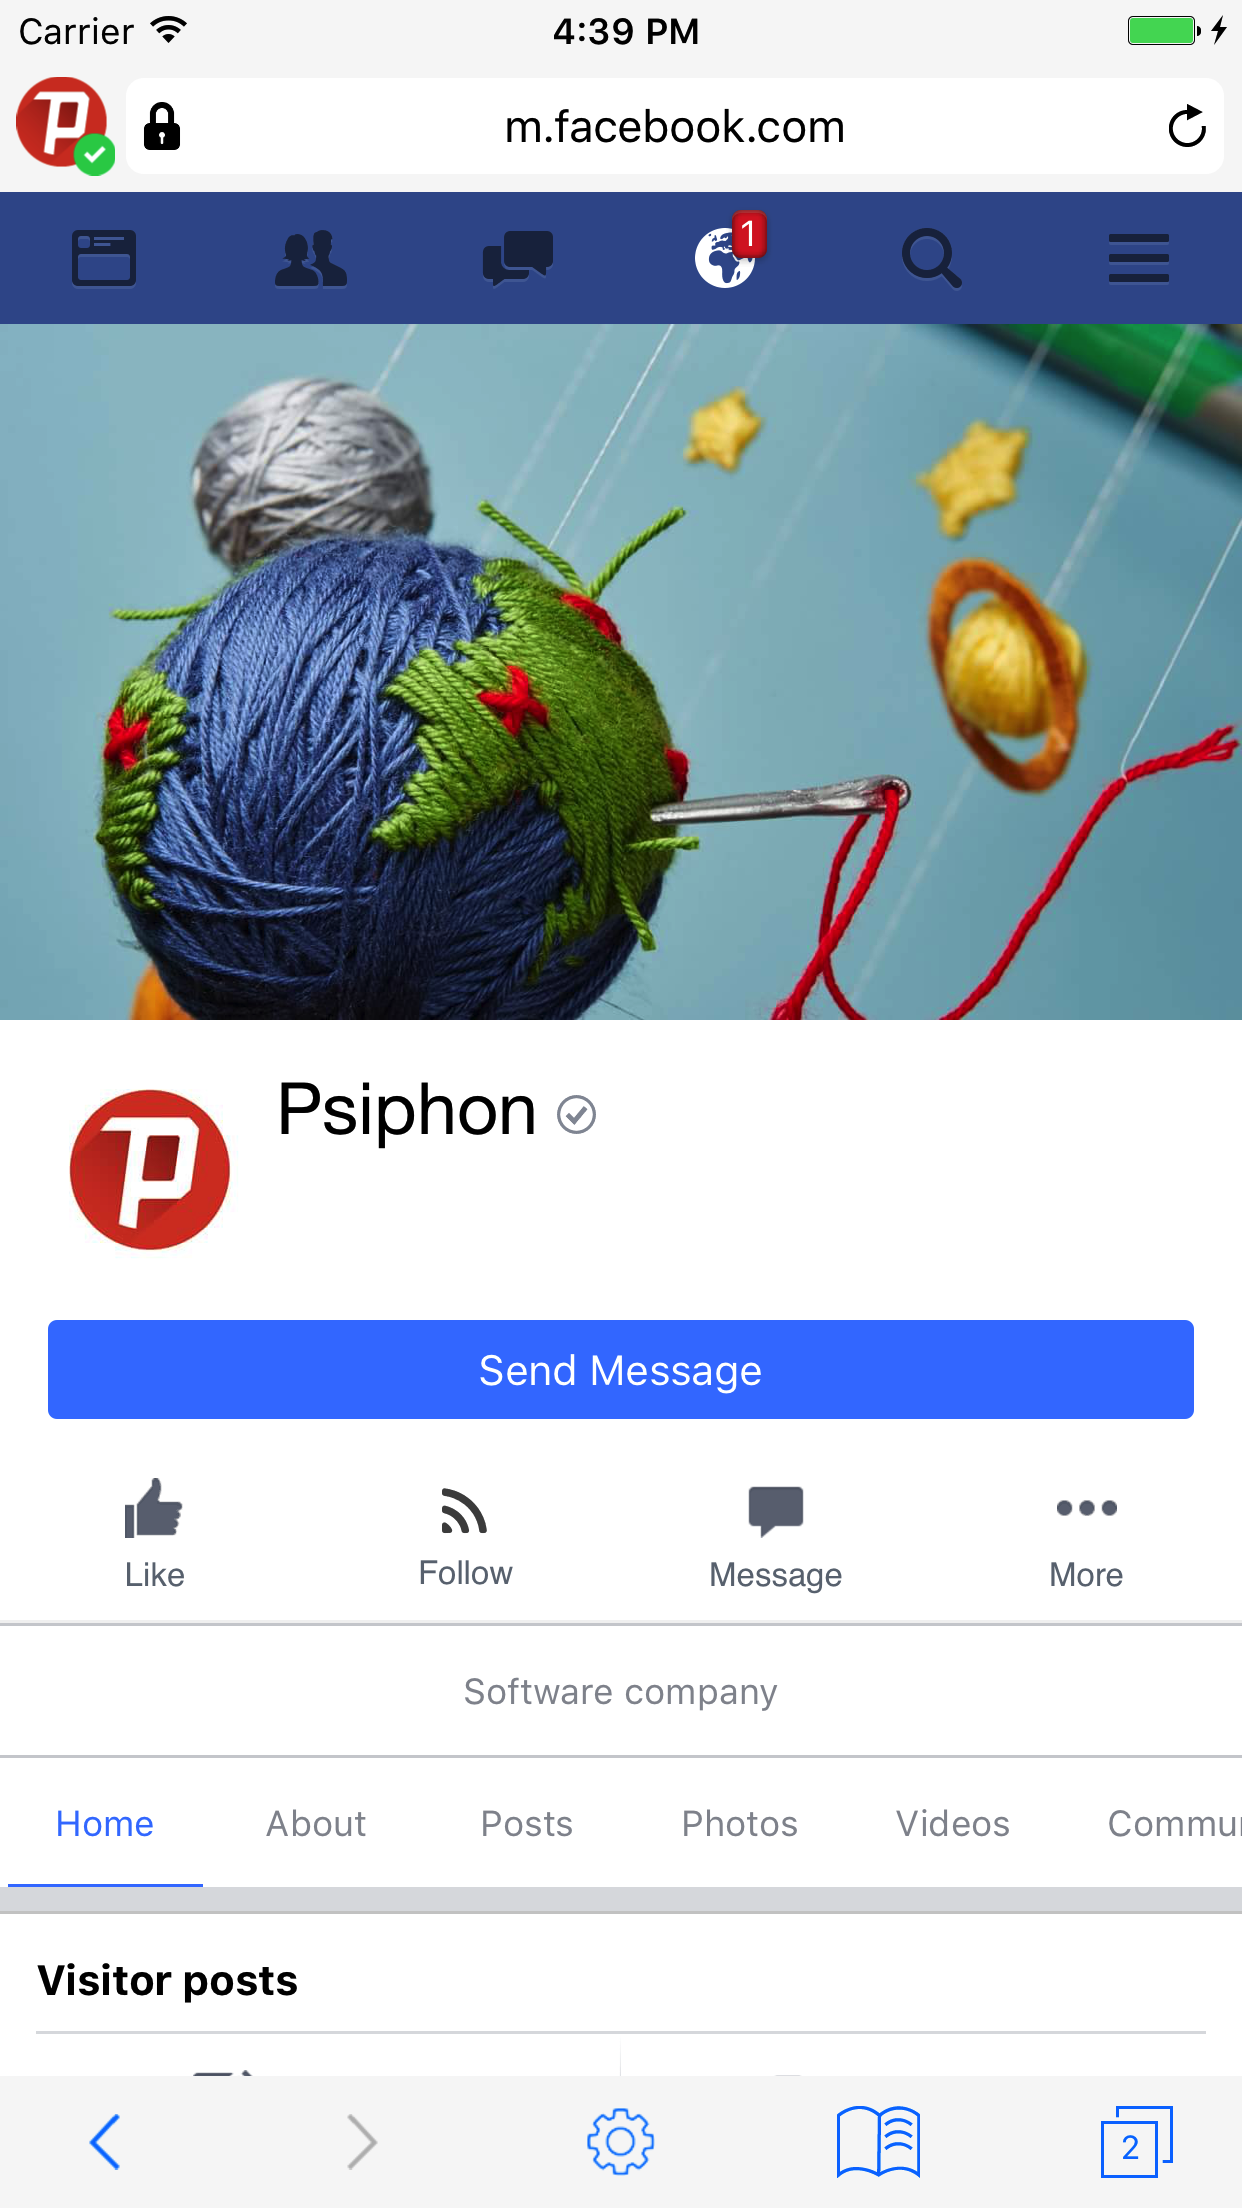 Carrier 4:39 PM
m.facebook.com
1
Psiphon
Send Message
Like Follow Message More
Software company
Home About Posts Photos Videos Commu
Visitor posts
2